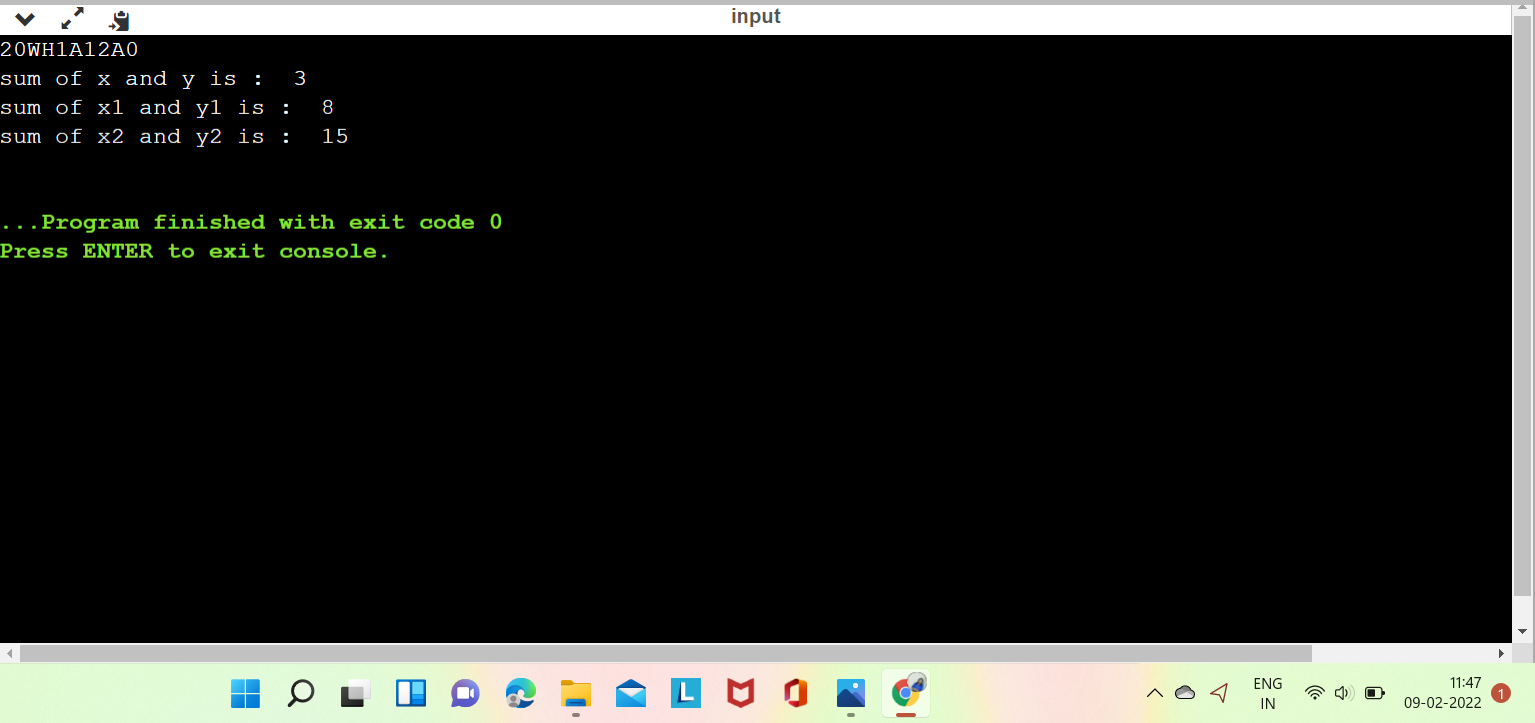 input
20WH1A12A0
sum of x and y is :  3
sum of x1 and y1 is :  8
sum of x2 and y2 is :  15
...Program finished with exit code 0
Press ENTER to exit console.
L
ENG
IN
11:47
09-02-2022
1